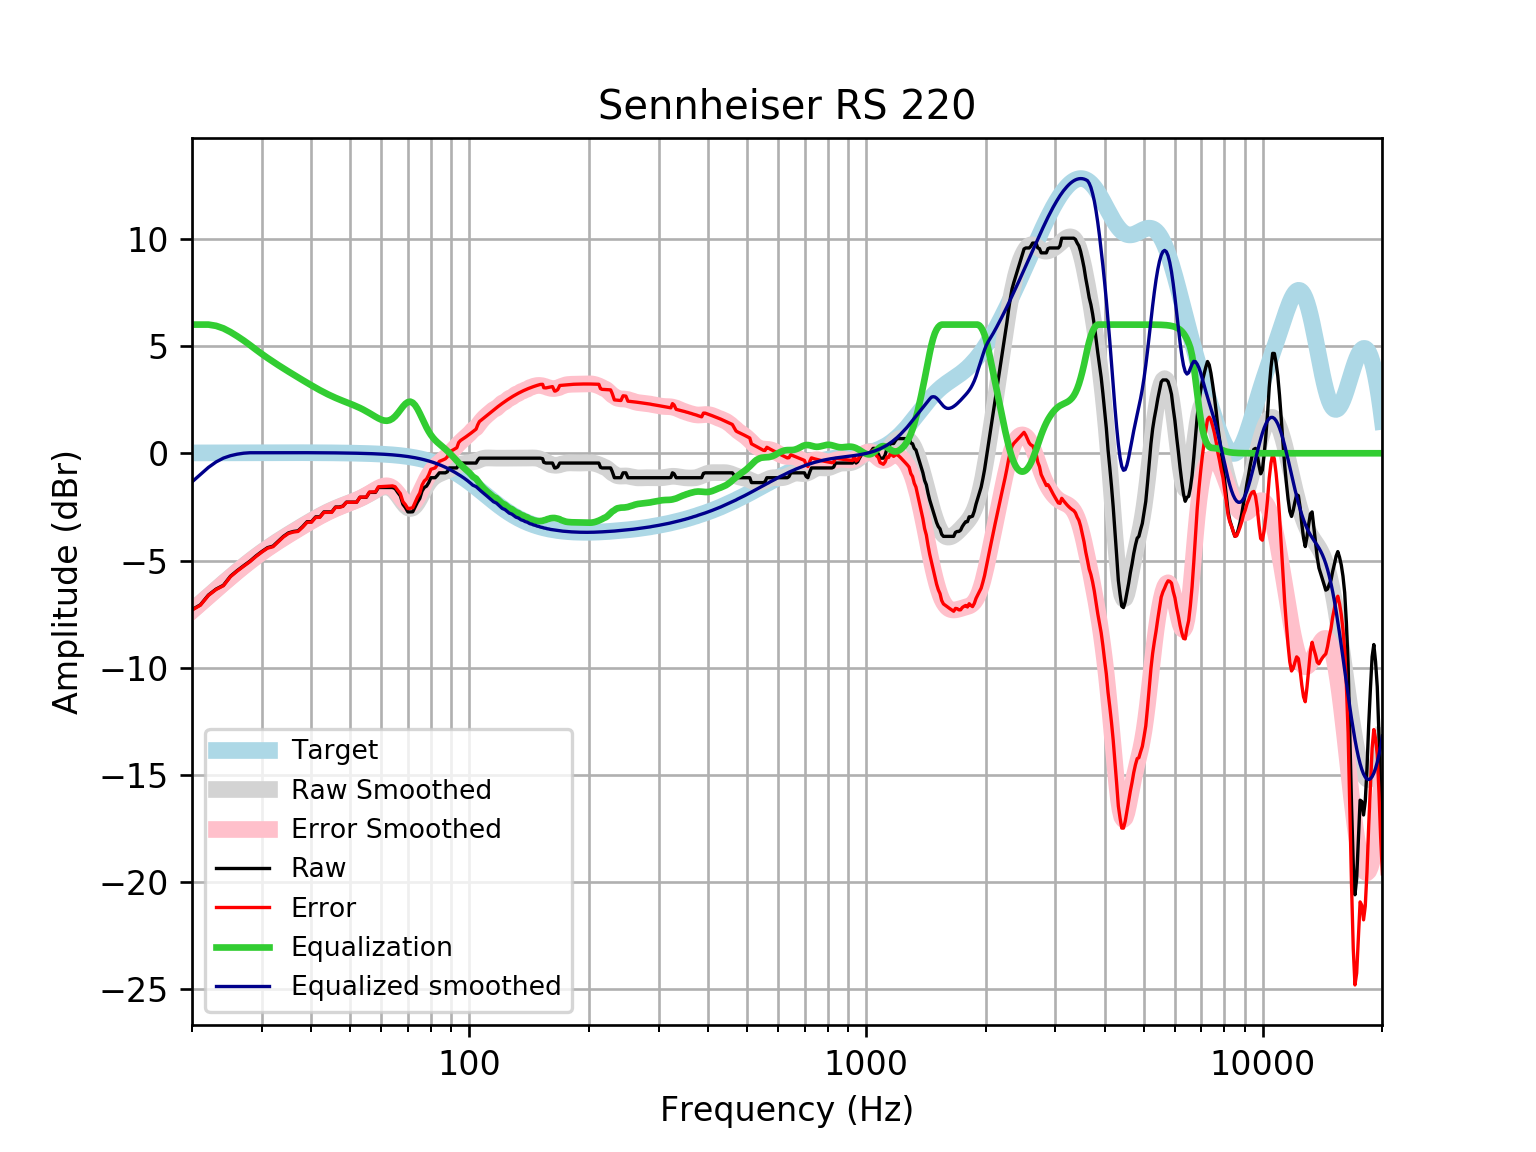 Sennheiser RS 220
Amplitude (dBr)
10
5
0
−5
−10
−15
−20
−25
Target
Raw Smoothed
Error Smoothed
Raw
Error
Equalization
Equalized smoothed
100
1000
10000
Frequency (Hz)